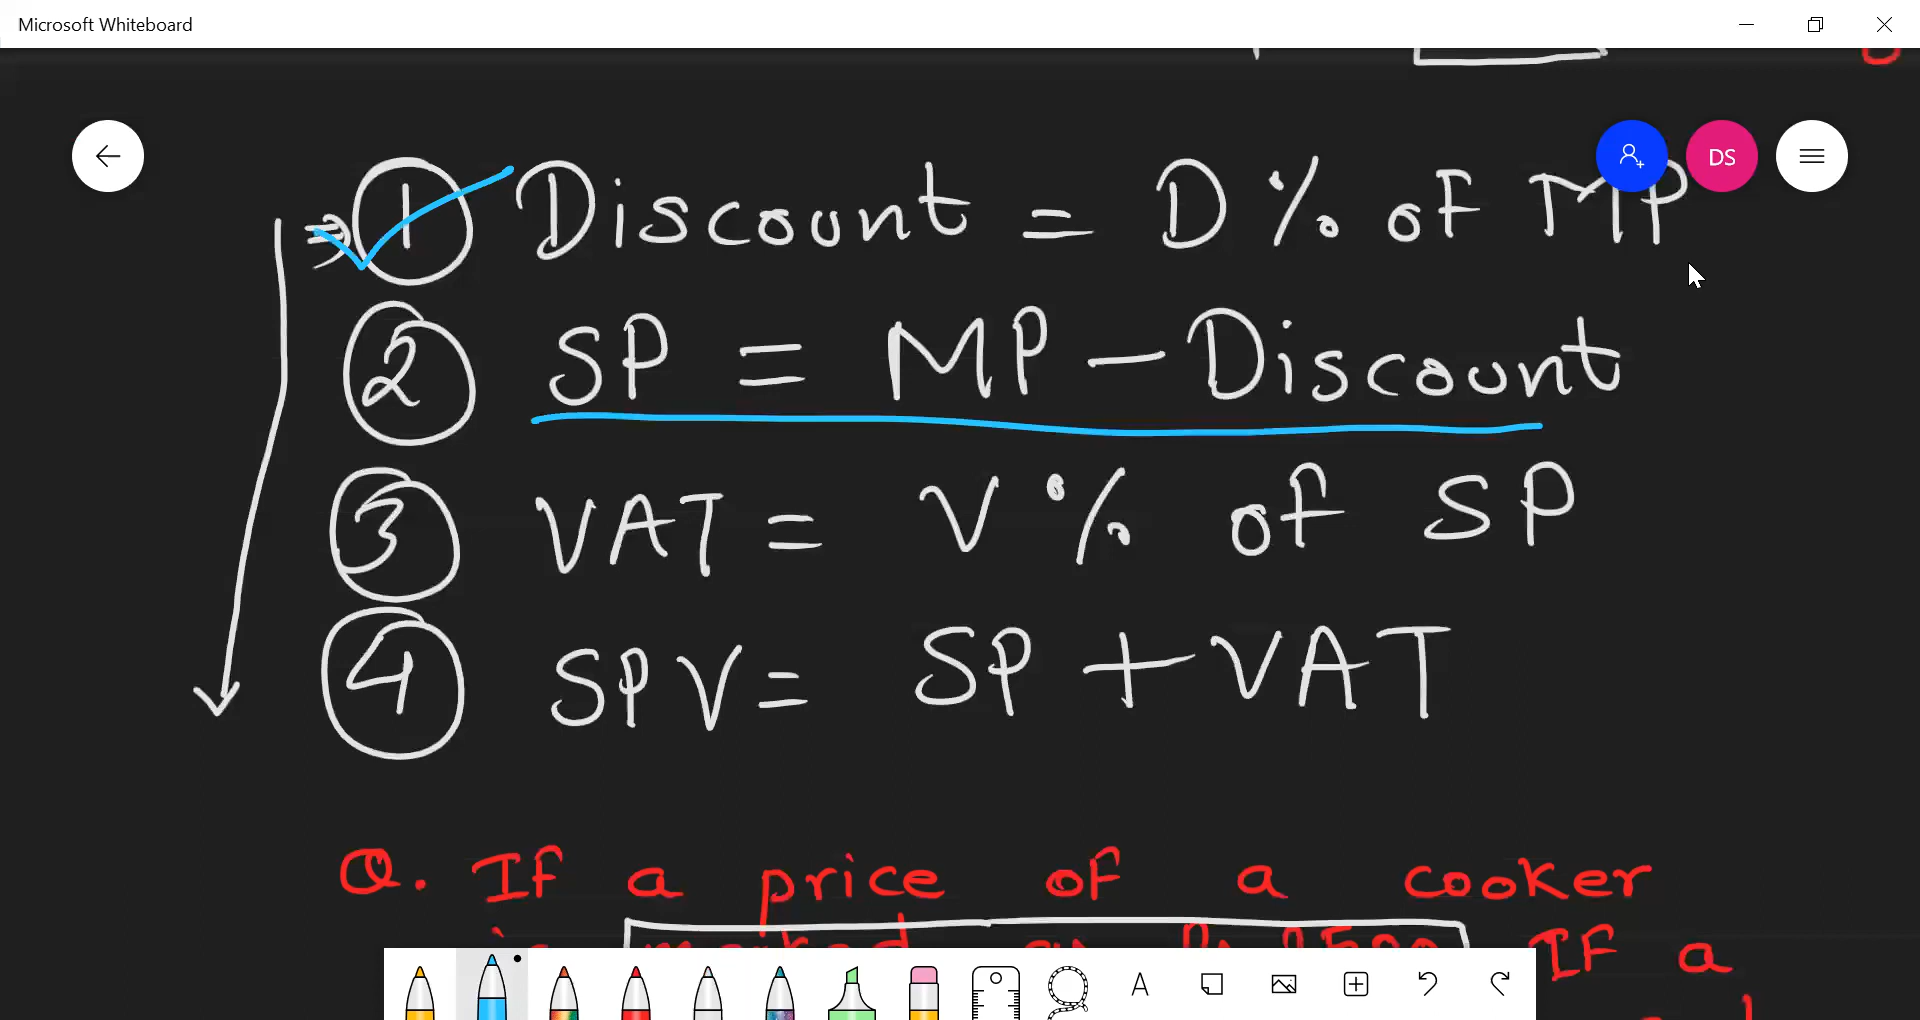 Microsoft Whiteboard
DS
⇒ ① Discount = D % of MP
② SP = MP – Discount
③ VAT = V % of SP
④ SPV = SP + VAT
Q. If a price of a cooker
If a